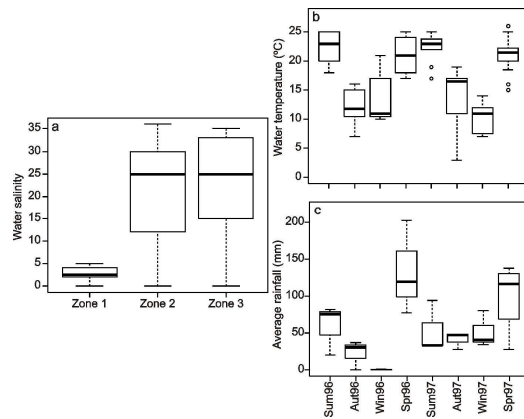 a
Water salinity
35
30
25
20
15
10
5
0
Zone 1 Zone 2 Zone 3
b
Water temperature (ºC)
25
20
15
10
5
0
c
Average rainfall (mm)
200
150
100
50
0
Sum96 Aut96 Win96 Spr96 Sum97 Aut97 Win97 Spr97